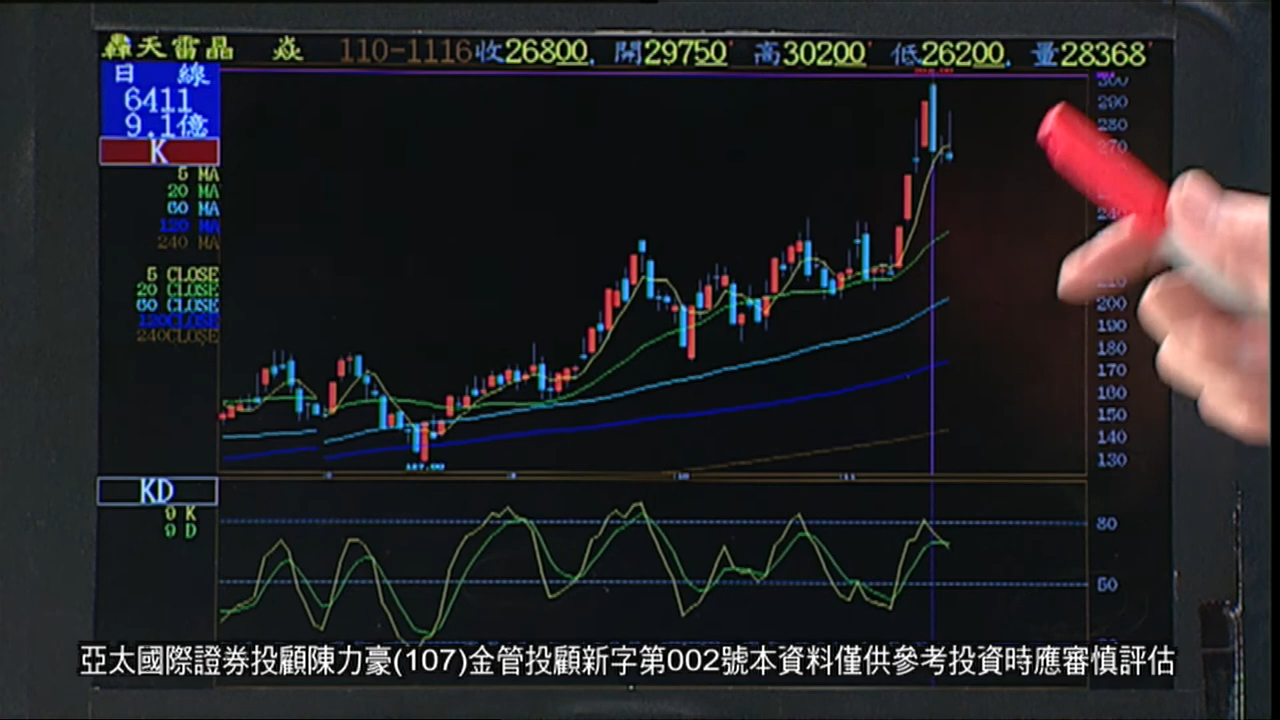 轟天雷晶 焱 110-1116 收26800. 開29750' 高30200' 低26200. 量28368'
日 線
6411
9.1億
K
5 MA
20 MA
60 MA
120 MA
240 MA
5 CLOSE
20 CLOSE
60 CLOSE
120CLOSE
240CLOSE
300
290
280
270
240
210
200
190
180
170
160
150
140
130
9
10
11
KD
9 K
9 D
80
50
亞太國際證券投顧陳力豪(107)金管投顧新字第002號本資料僅供參考投資時應審慎評估